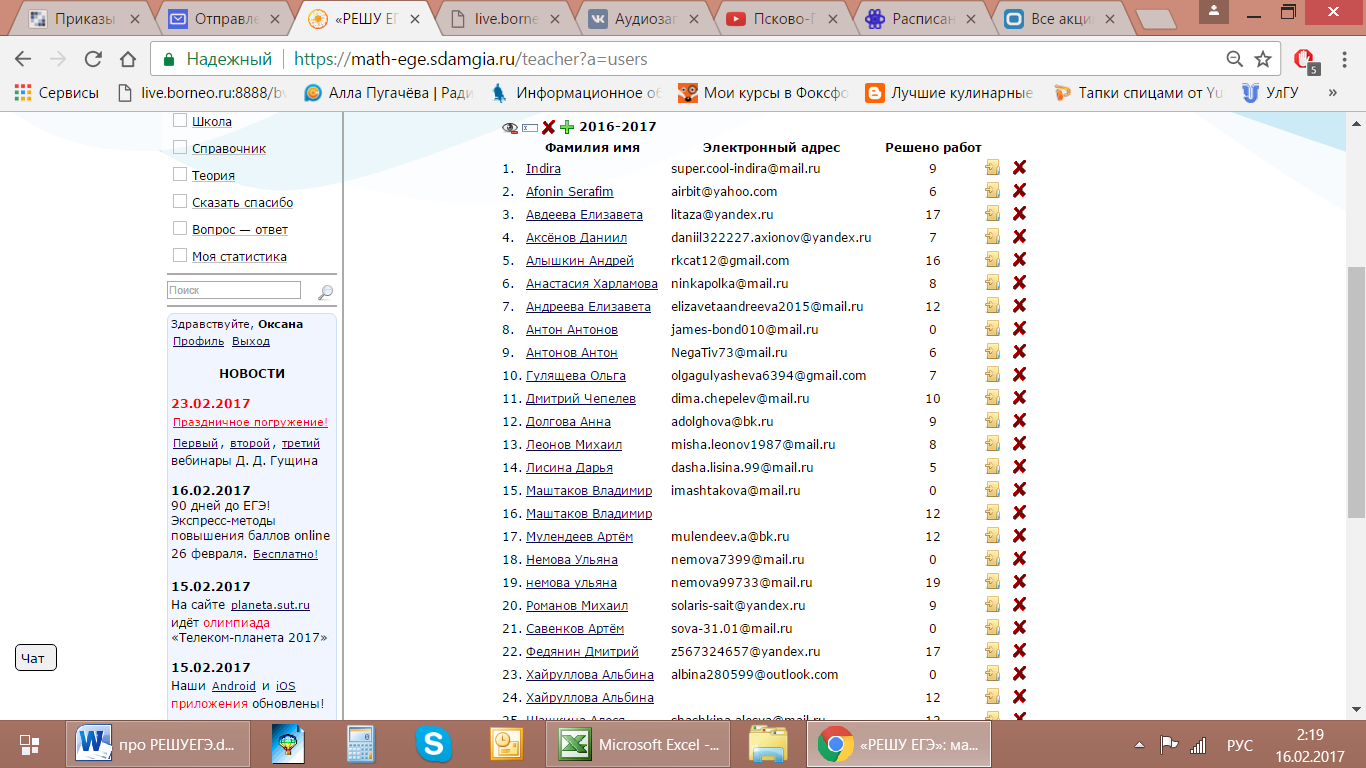 Приказы
Отправле
«РЕШУ ЕГ
live.borne
Аудиозап
Псково-П
Расписан
Все акци
Надежный https://math-ege.sdamgia.ru/teacher?a=users
5
Сервисы live.borneo.ru:8888/bv Алла Пугачёва | Ради Информационное об Мои курсы в Фоксфо Лучшие кулинарные Тапки спицами от Yu УлГУ »
Школа
Справочник
Теория
Сказать спасибо
Вопрос — ответ
Моя статистика
Поиск
Здравствуйте, Оксана
Профиль Выход
НОВОСТИ
23.02.2017
Праздничное погружение!
Первый, второй, третий
вебинары Д. Д. Гущина
16.02.2017
90 дней до ЕГЭ!
Экспресс-методы
повышения баллов online
26 февраля. Бесплатно!
15.02.2017
На сайте planeta.sut.ru
идёт олимпиада
«Телеком-планета 2017»
15.02.2017
Наши Android и iOS
приложения обновлены!
Чат
2016-2017
Фамилия имя Электронный адрес Решено работ
1. Indira super.cool-indira@mail.ru 9
2. Afonin Serafim airbit@yahoo.com 6
3. Авдеева Елизавета litaza@yandex.ru 17
4. Аксёнов Даниил daniil322227.axionov@yandex.ru 7
5. Алышкин Андрей rkcat12@gmail.com 16
6. Анастасия Харламова ninkapolka@mail.ru 8
7. Андреева Елизавета elizavetaandreeva2015@mail.ru 12
8. Антон Антонов james-bond010@mail.ru 0
9. Антонов Антон NegaTiv73@mail.ru 6
10. Гулящева Ольга olgagulyasheva6394@gmail.com 7
11. Дмитрий Чепелев dima.chepelev@mail.ru 10
12. Долгова Анна adolghova@bk.ru 9
13. Леонов Михаил misha.leonov1987@mail.ru 8
14. Лисина Дарья dasha.lisina.99@mail.ru 5
15. Маштаков Владимир imashtakova@mail.ru 0
16. Маштаков Владимир 12
17. Мулендеев Артём mulendeev.a@bk.ru 12
18. Немова Ульяна nemova7399@mail.ru 0
19. немова ульяна nemova99733@mail.ru 19
20. Романов Михаил solaris-sait@yandex.ru 9
21. Савенков Артём sova-31.01@mail.ru 0
22. Федянин Дмитрий z567324657@yandex.ru 17
23. Хайруллова Альбина albina280599@outlook.com 0
24. Хайруллова Альбина 12
25. Шашкина Алеся shashkina.alesya@mail.ru 12
про РЕШУЕГЭ.d...
Microsoft Excel -...
«РЕШУ ЕГЭ»: ма...
РУС
2:19
16.02.2017